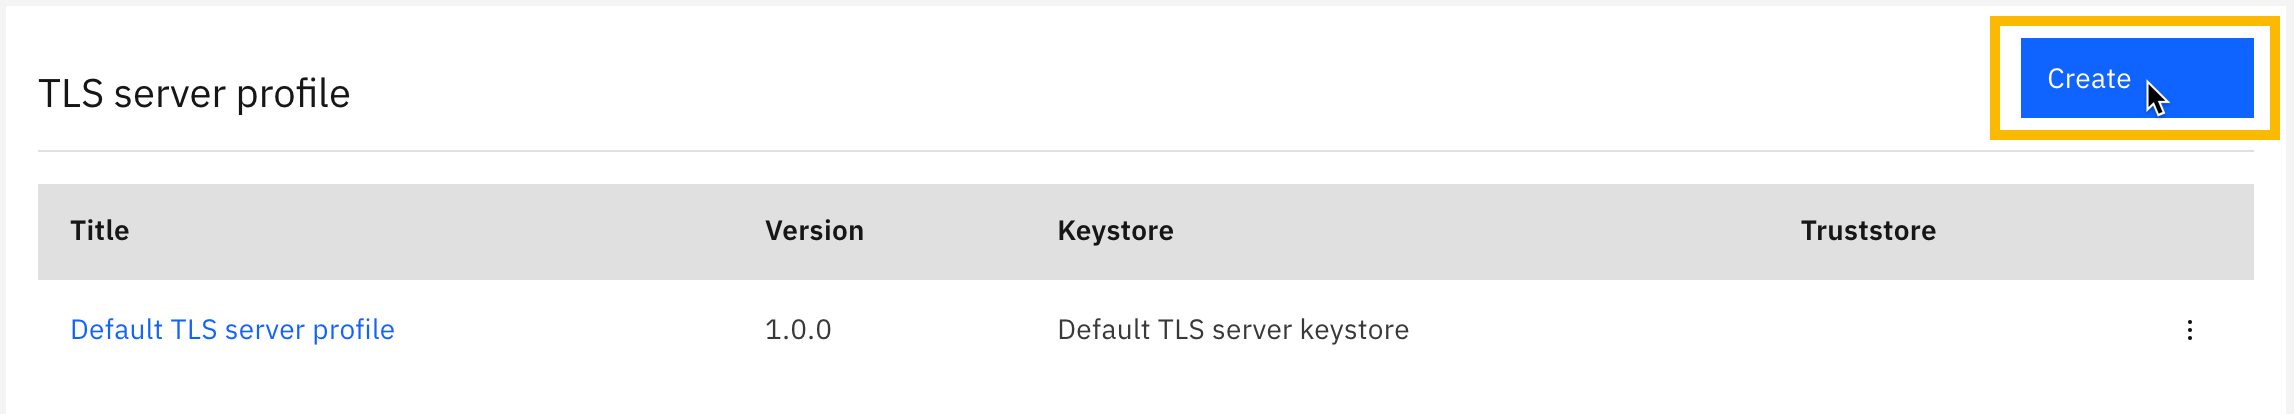 TLS server profile
Create
Title Version Keystore Truststore
Default TLS server profile 1.0.0 Default TLS server keystore